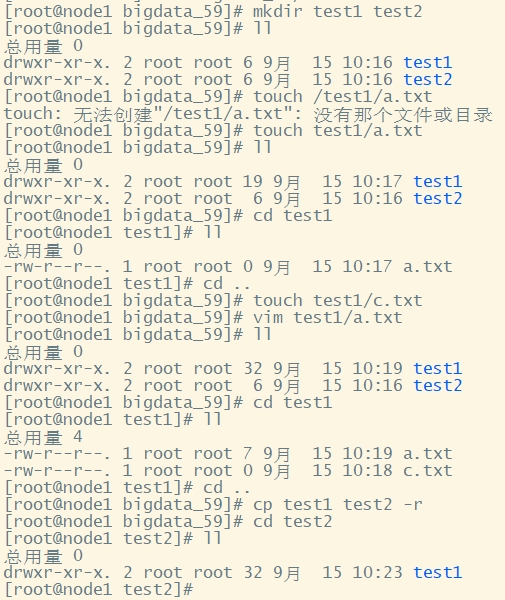 [root@node1 bigdata_59]# mkdir test1 test2
[root@node1 bigdata_59]# ll
总用量 0
drwxr-xr-x. 2 root root 6 9月  15 10:16 test1
drwxr-xr-x. 2 root root 6 9月  15 10:16 test2
[root@node1 bigdata_59]# touch /test1/a.txt
touch: 无法创建"/test1/a.txt": 没有那个文件或目录
[root@node1 bigdata_59]# touch test1/a.txt
[root@node1 bigdata_59]# ll
总用量 0
drwxr-xr-x. 2 root root 19 9月  15 10:17 test1
drwxr-xr-x. 2 root root  6 9月  15 10:16 test2
[root@node1 bigdata_59]# cd test1
[root@node1 test1]# ll
总用量 0
-rw-r--r--. 1 root root 0 9月  15 10:17 a.txt
[root@node1 test1]# cd ..
[root@node1 bigdata_59]# touch test1/c.txt
[root@node1 bigdata_59]# vim test1/a.txt
[root@node1 bigdata_59]# ll
总用量 0
drwxr-xr-x. 2 root root 32 9月  15 10:19 test1
drwxr-xr-x. 2 root root  6 9月  15 10:16 test2
[root@node1 bigdata_59]# cd test1
[root@node1 test1]# ll
总用量 4
-rw-r--r--. 1 root root 7 9月  15 10:19 a.txt
-rw-r--r--. 1 root root 0 9月  15 10:18 c.txt
[root@node1 test1]# cd ..
[root@node1 bigdata_59]# cp test1 test2 -r
[root@node1 bigdata_59]# cd test2
[root@node1 test2]# ll
总用量 0
drwxr-xr-x. 2 root root 32 9月  15 10:23 test1
[root@node1 test2]#